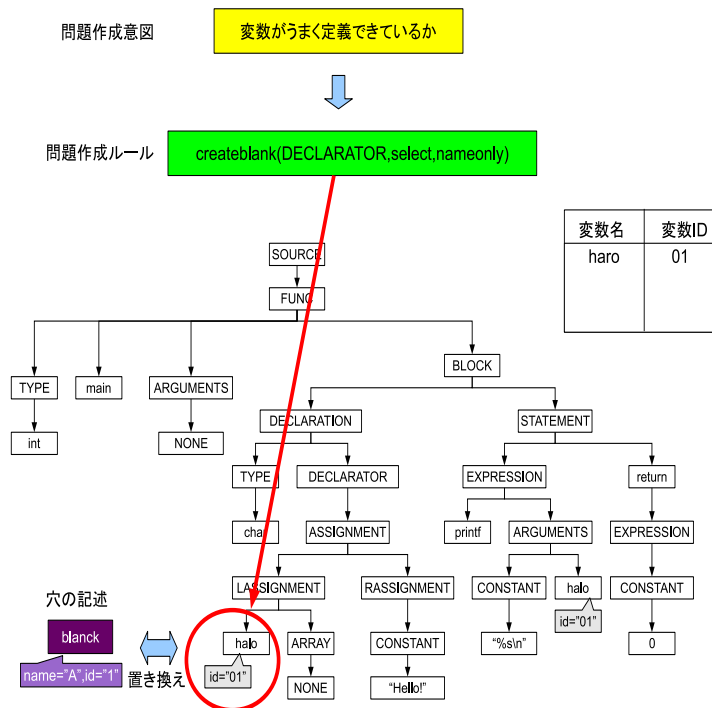 問題作成意図
変数がうまく定義できているか
問題作成ルール
createblank(DECLARATOR,select,nameonly)
変数名 変数ID
haro 01
SOURCE
FUNC
BLOCK
TYPE main ARGUMENTS
DECLARATION STATEMENT
int NONE
TYPE DECLARATOR EXPRESSION return
char ASSIGNMENT printf ARGUMENTS EXPRESSION
LASSIGNMENT RASSIGNMENT CONSTANT halo CONSTANT
id="01"
穴の記述
blanck
name="A",id="1"
置き換え
halo ARRAY CONSTANT "%s\n" 0
id="01"
NONE "Hello!"